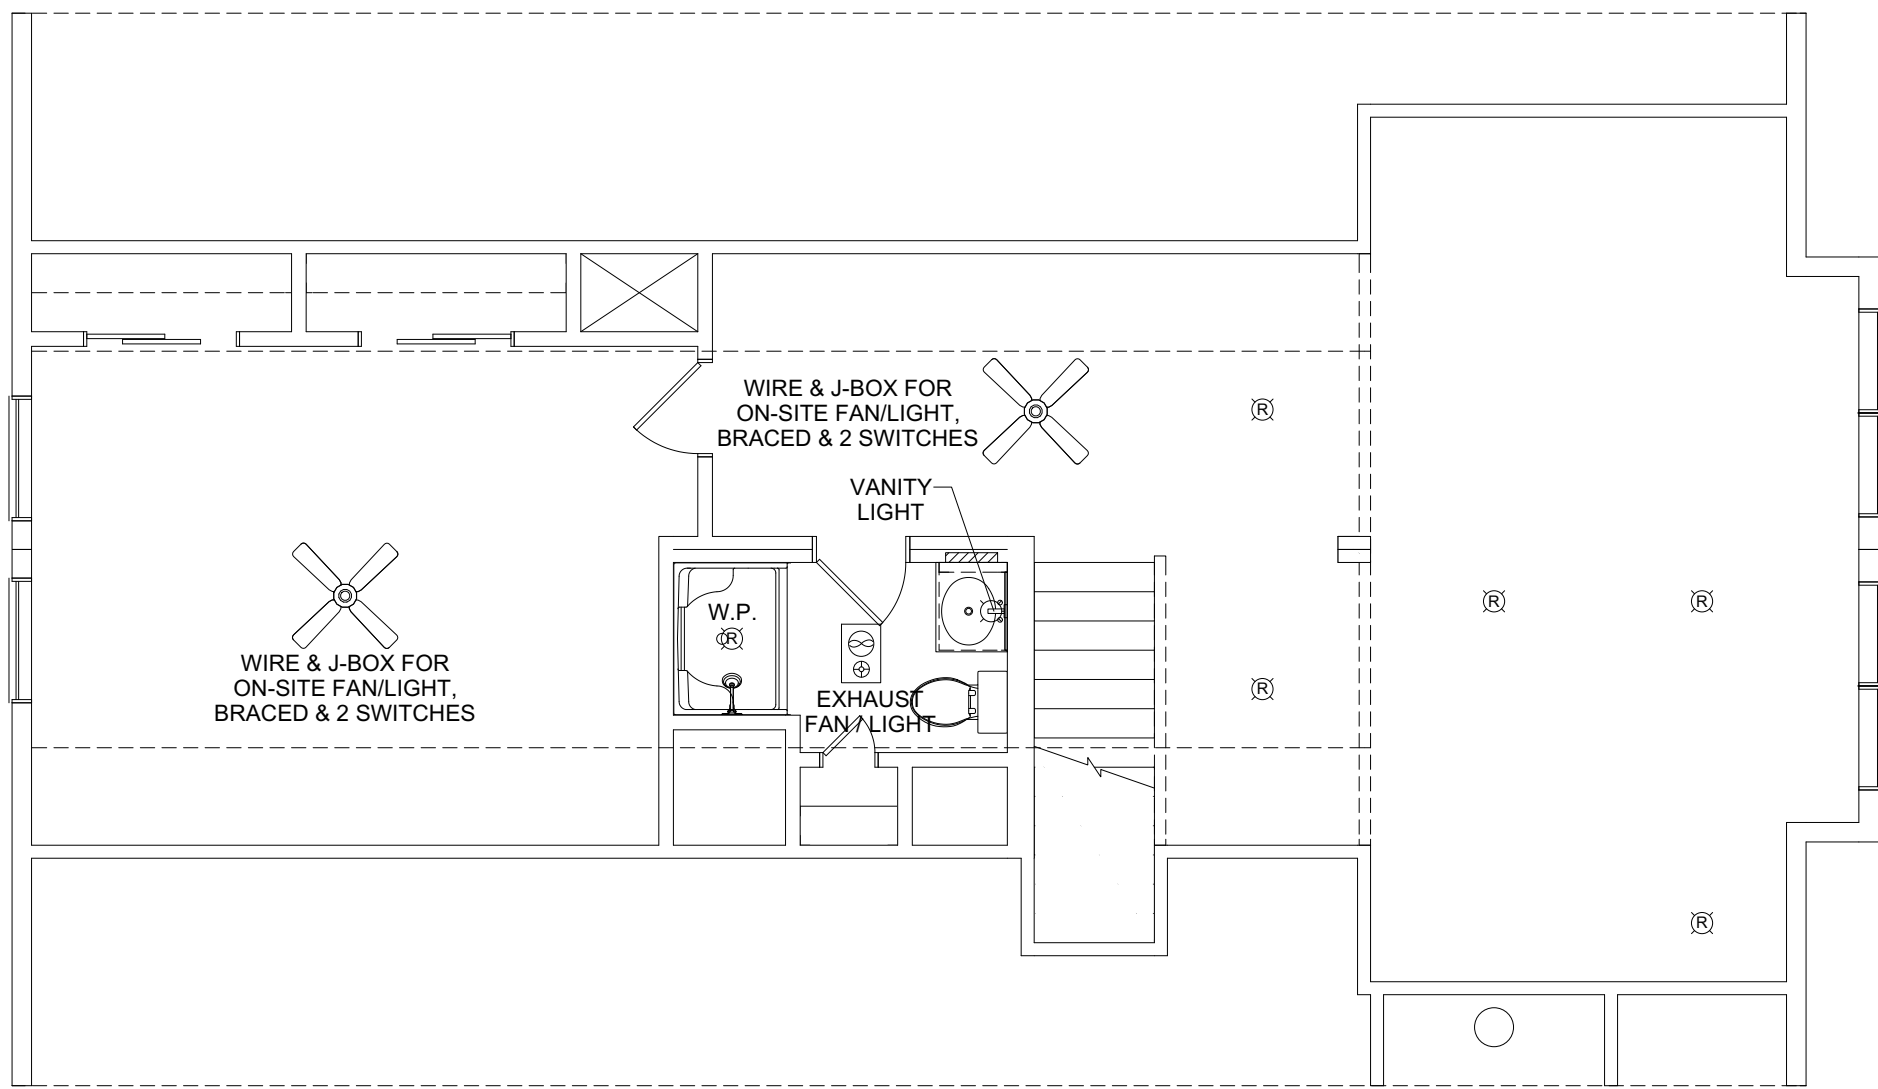 WIRE & J-BOX FOR
ON-SITE FAN/LIGHT,
BRACED & 2 SWITCHES
R
VANITY
LIGHT
R
R
W.P.
R
WIRE & J-BOX FOR
ON-SITE FAN/LIGHT,
BRACED & 2 SWITCHES
EXHAUST
FAN / LIGHT
R
R